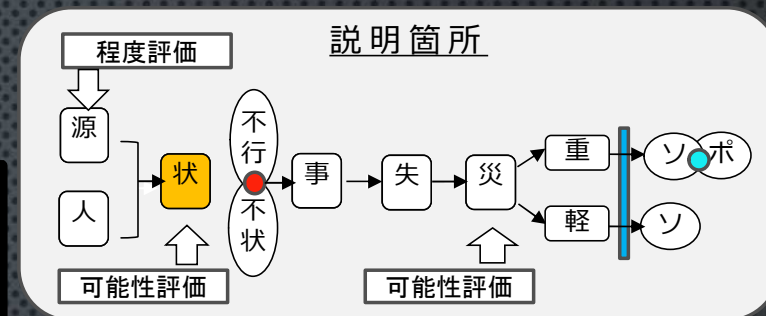 説明箇所
程度評価
源
人
状
不
行
不
状
事
失
災
重
軽
ソ
ポ
ソ
可能性評価
可能性評価